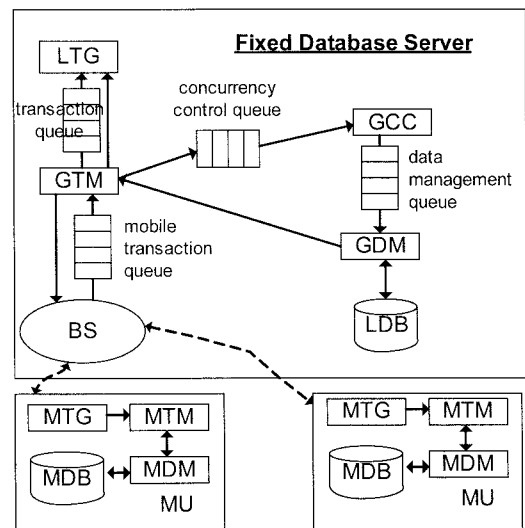 Fixed Database Server
LTG
transaction
queue
concurrency
control queue
GCC
data
management
queue
GTM
mobile
transaction
queue
GDM
BS
LDB
MTG
MTM
MDB
MDM
MU
MTG
MTM
MDB
MDM
MU